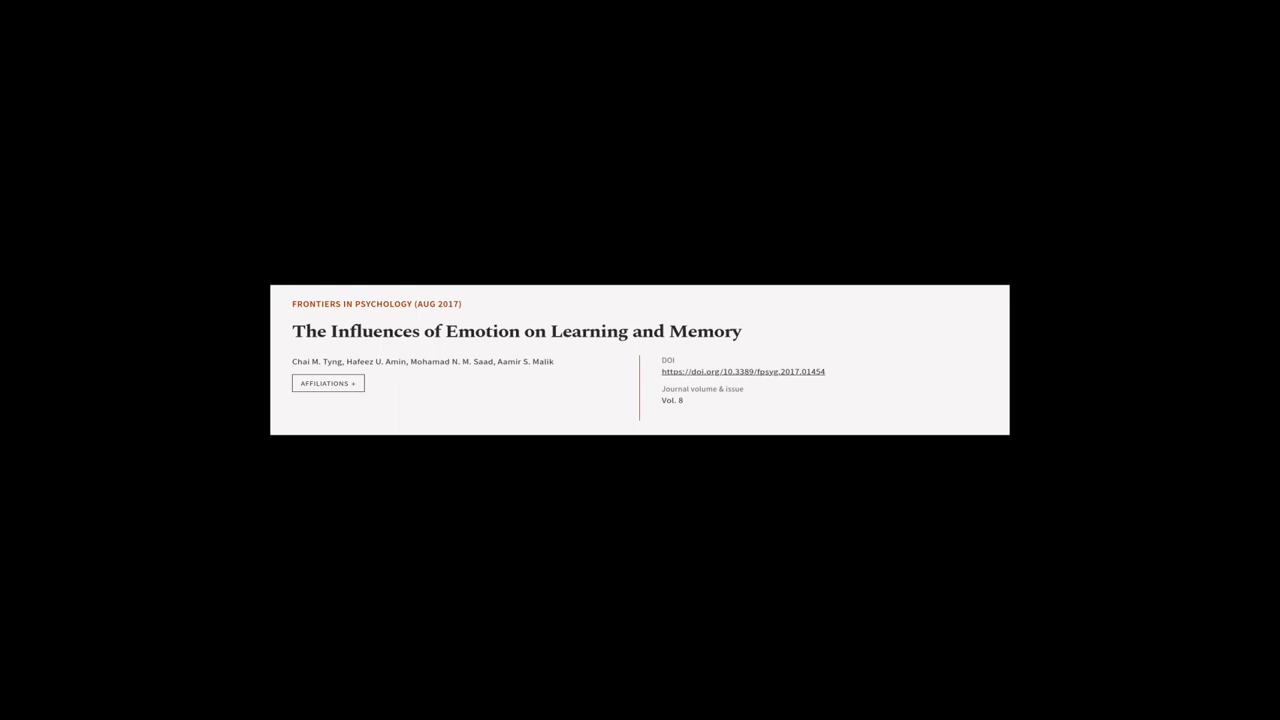 FRONTIERS IN PSYCHOLOGY (AUG 2017)
The Influences of Emotion on Learning and Memory
Chai M. Tyng, Hafeez U. Amin, Mohamad N. M. Saad, Aamir S. Malik
AFFILIATIONS +
DOI
https://doi.org/10.3389/fpsyg.2017.01454
Journal volume & issue
Vol. 8